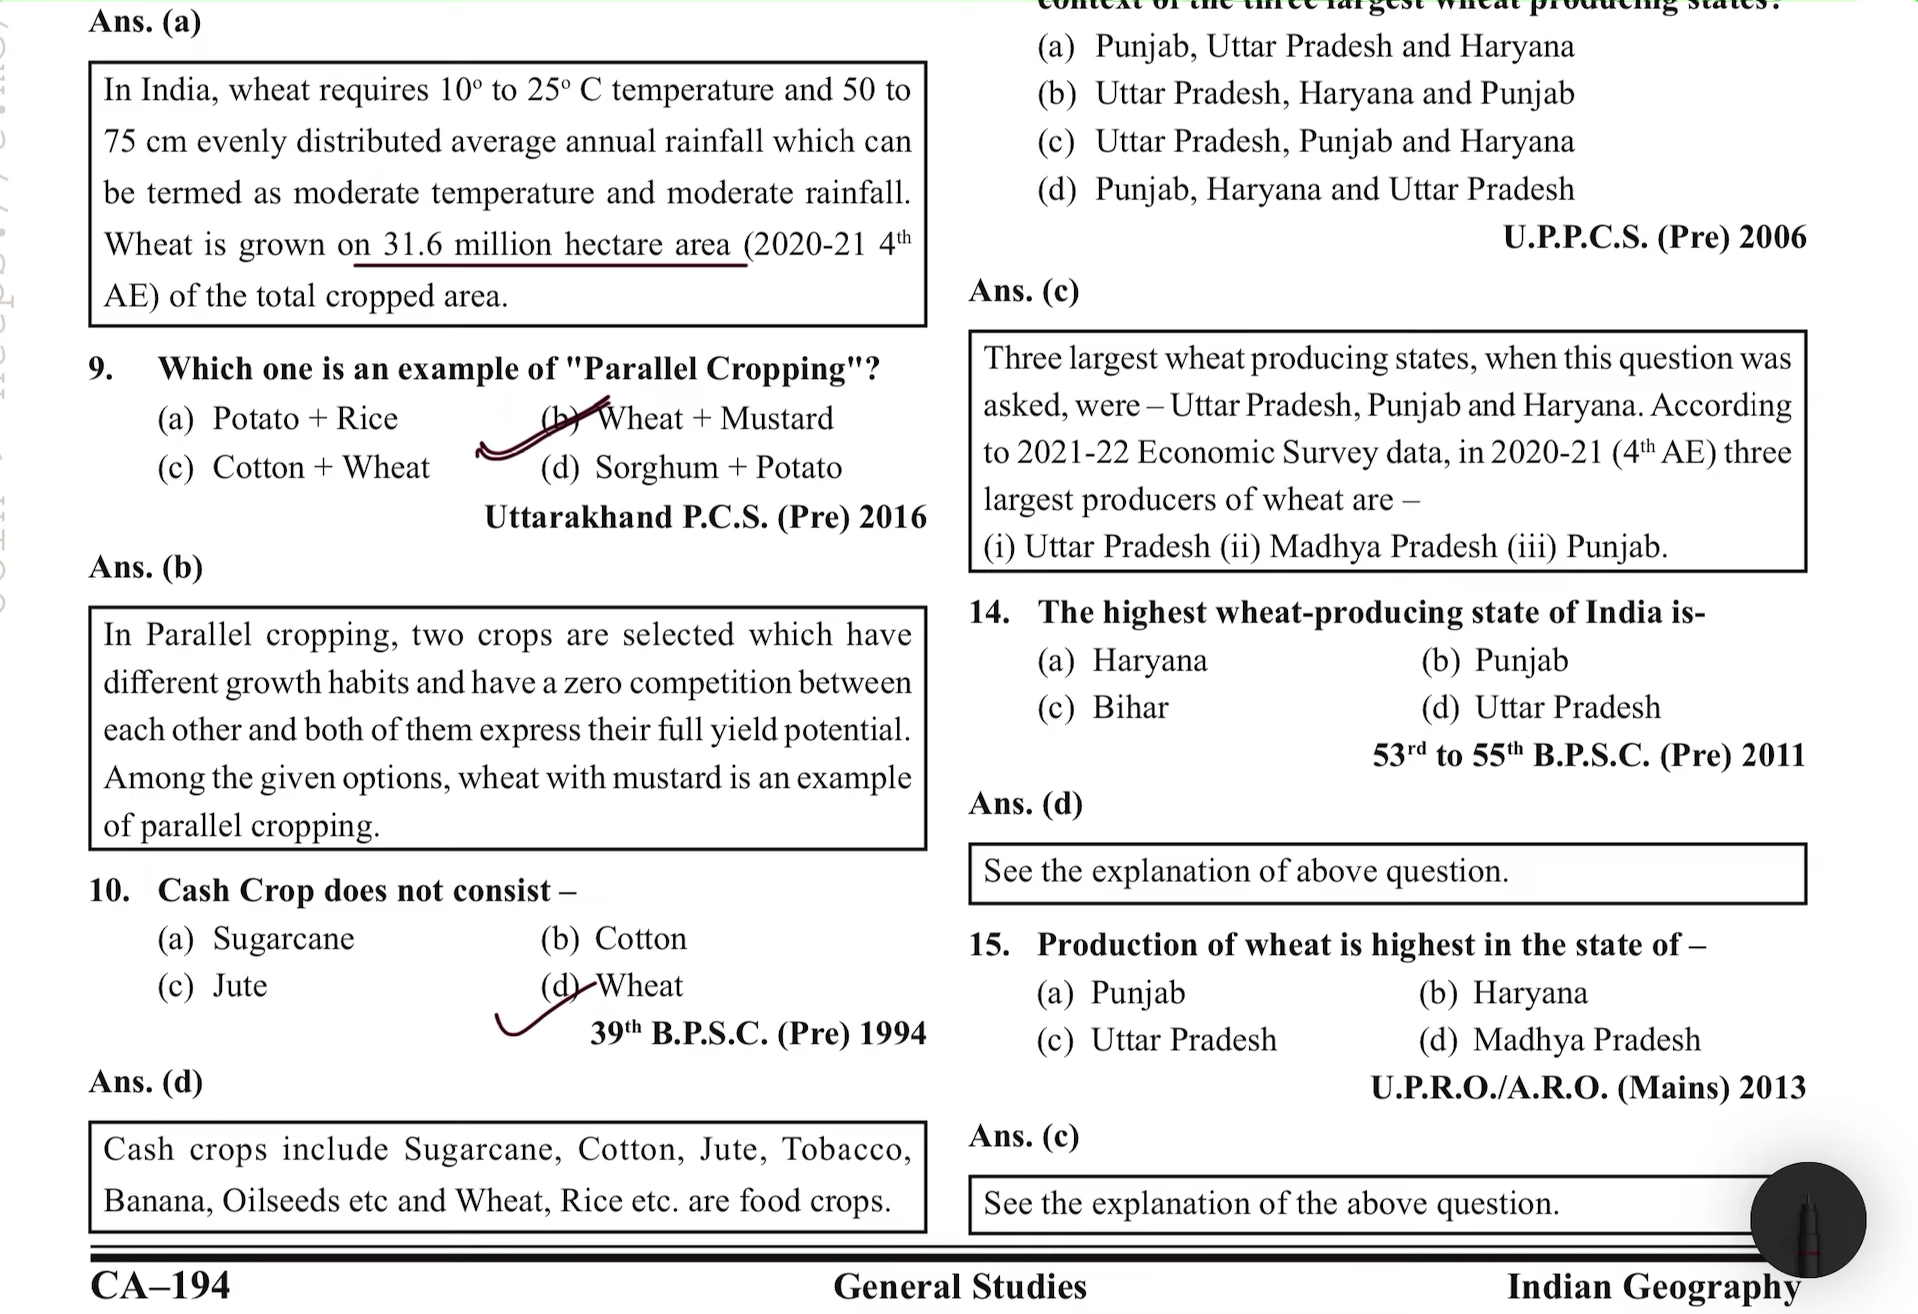 Ans. (a)
In India, wheat requires 10º to 25º C temperature and 50 to
75 cm evenly distributed average annual rainfall which can
be termed as moderate temperature and moderate rainfall.
Wheat is grown on 31.6 million hectare area (2020-21 4th
AE) of the total cropped area.
9. Which one is an example of "Parallel Cropping"?
(a) Potato + Rice (b) Wheat + Mustard
(c) Cotton + Wheat (d) Sorghum + Potato
Uttarakhand P.C.S. (Pre) 2016
Ans. (b)
In Parallel cropping, two crops are selected which have
different growth habits and have a zero competition between
each other and both of them express their full yield potential.
Among the given options, wheat with mustard is an example
of parallel cropping.
10. Cash Crop does not consist –
(a) Sugarcane (b) Cotton
(c) Jute (d) Wheat
39th B.P.S.C. (Pre) 1994
Ans. (d)
Cash crops include Sugarcane, Cotton, Jute, Tobacco,
Banana, Oilseeds etc and Wheat, Rice etc. are food crops.
context of the three largest wheat producing states?
(a) Punjab, Uttar Pradesh and Haryana
(b) Uttar Pradesh, Haryana and Punjab
(c) Uttar Pradesh, Punjab and Haryana
(d) Punjab, Haryana and Uttar Pradesh
U.P.P.C.S. (Pre) 2006
Ans. (c)
Three largest wheat producing states, when this question was
asked, were – Uttar Pradesh, Punjab and Haryana. According
to 2021-22 Economic Survey data, in 2020-21 (4th AE) three
largest producers of wheat are –
(i) Uttar Pradesh (ii) Madhya Pradesh (iii) Punjab.
14. The highest wheat-producing state of India is-
(a) Haryana (b) Punjab
(c) Bihar (d) Uttar Pradesh
53rd to 55th B.P.S.C. (Pre) 2011
Ans. (d)
See the explanation of above question.
15. Production of wheat is highest in the state of –
(a) Punjab (b) Haryana
(c) Uttar Pradesh (d) Madhya Pradesh
U.P.R.O./A.R.O. (Mains) 2013
Ans. (c)
See the explanation of the above question.
CA–194 General Studies Indian Geography